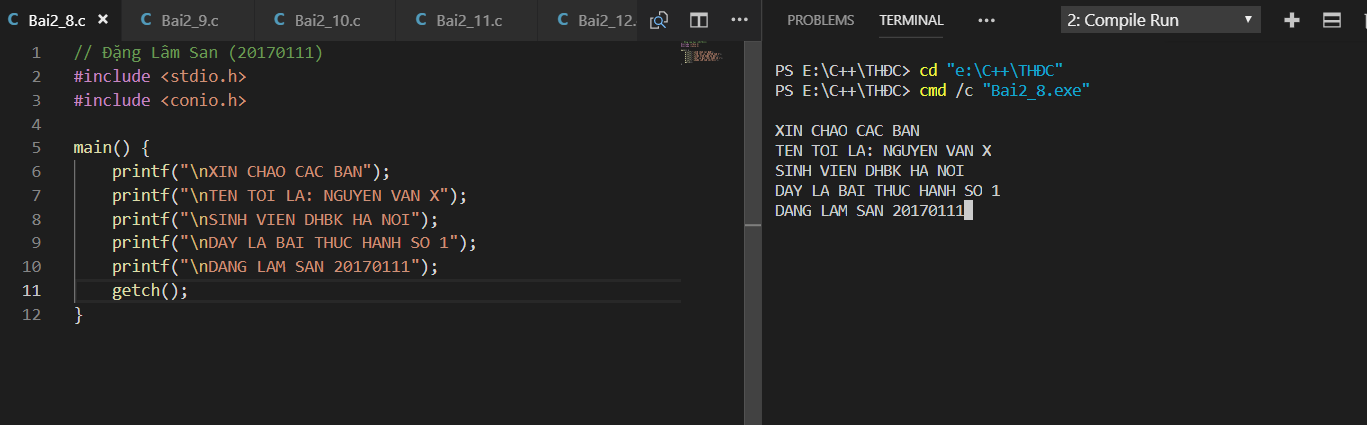 Bai2_8.c × Bai2_9.c Bai2_10.c Bai2_11.c Bai2_12.
1 // Đặng Lâm San (20170111)
2 #include <stdio.h>
3 #include <conio.h>
4
5 main() {
6 printf("\nXIN CHAO CAC BAN");
7 printf("\nTEN TOI LA: NGUYEN VAN X");
8 printf("\nSINH VIEN DHBK HA NOI");
9 printf("\nDAY LA BAI THUC HANH SO 1");
10 printf("\nDANG LAM SAN 20170111");
11 getch();
12 }
PROBLEMS TERMINAL ••• 2: Compile Run
PS E:\C++\THĐC> cd "e:\C++\THĐC"
PS E:\C++\THĐC> cmd /c "Bai2_8.exe"
XIN CHAO CAC BAN
TEN TOI LA: NGUYEN VAN X
SINH VIEN DHBK HA NOI
DAY LA BAI THUC HANH SO 1
DANG LAM SAN 20170111